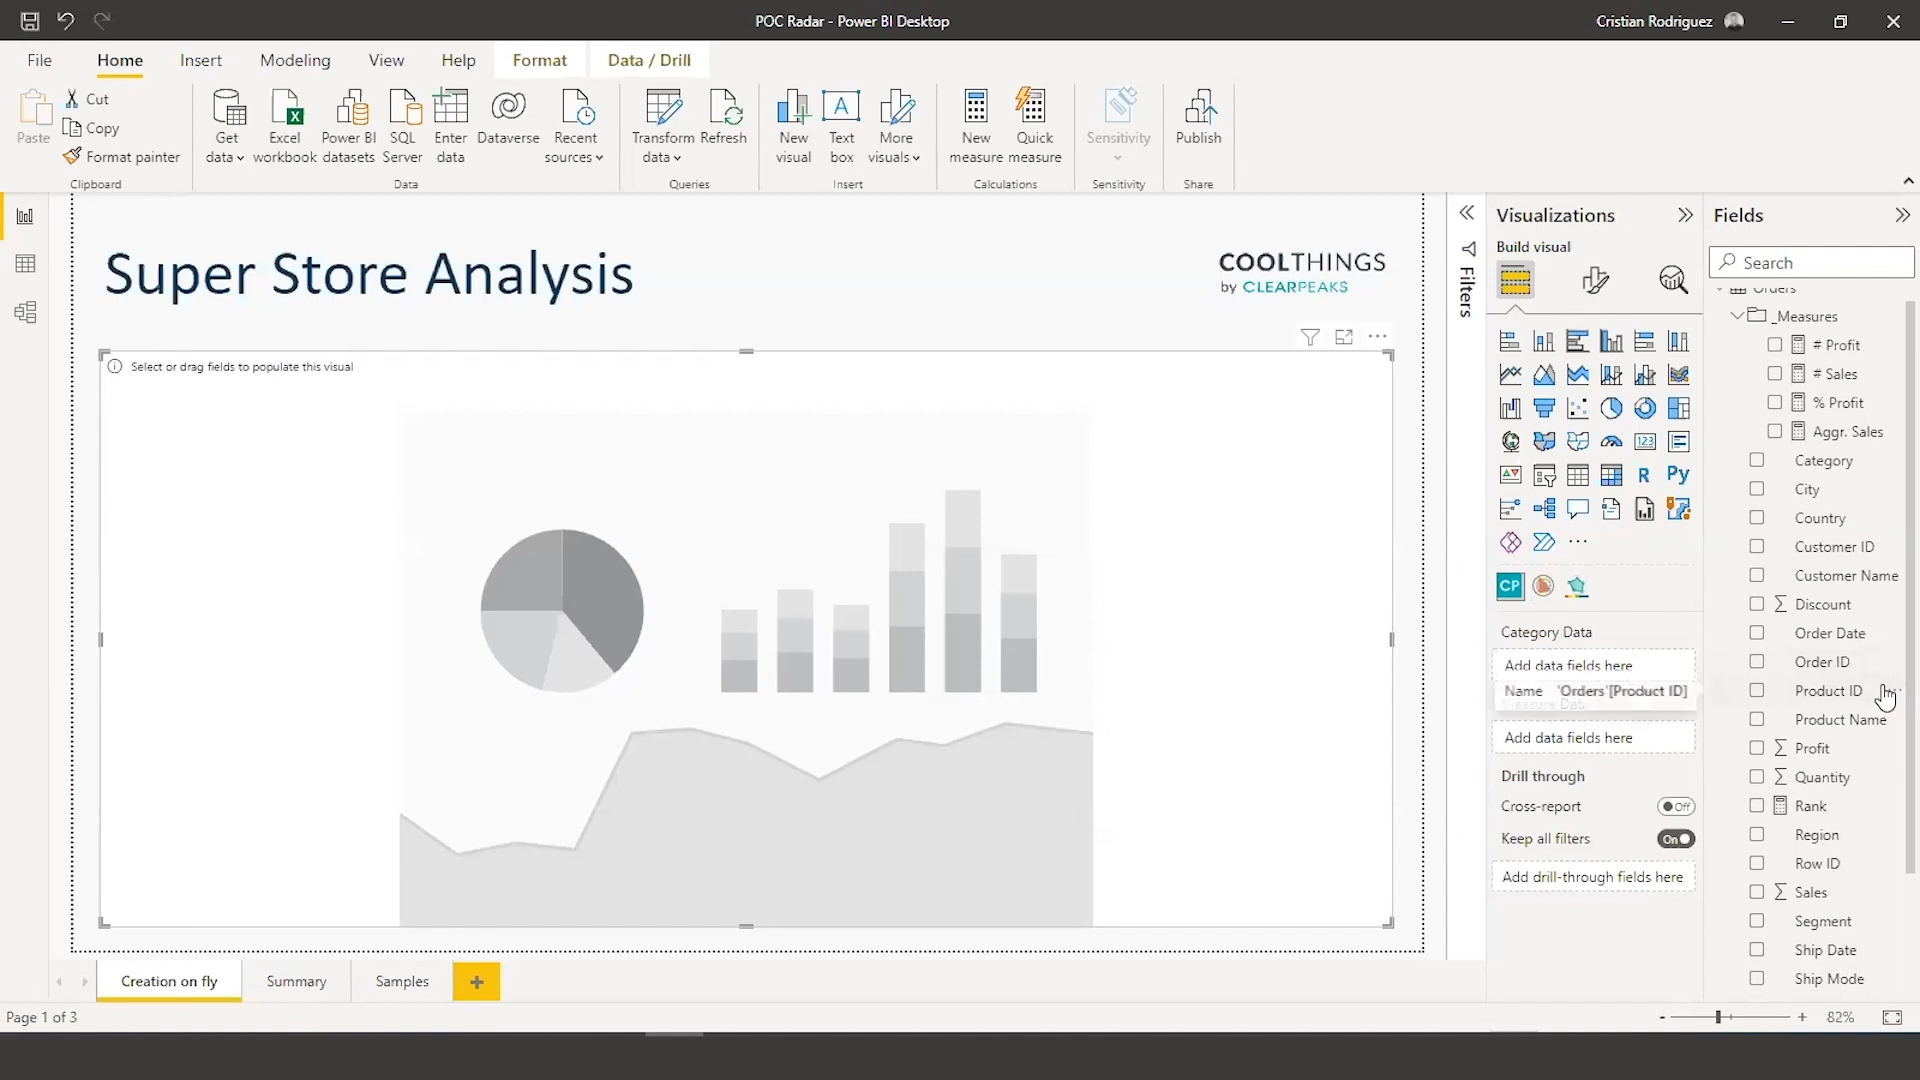 POC Radar - Power BI Desktop
Cristian Rodriguez
File
Home
Insert
Modeling
View
Help
Format
Data / Drill
Paste
Cut
Copy
Format painter
Clipboard
Get data
Excel workbook
Power BI datasets
SQL Server
Enter data
Dataverse
Recent sources
Data
Transform data
Refresh
Queries
New visual
Text box
More visuals
Insert
New measure
Quick measure
Calculations
Sensitivity
Sensitivity
Publish
Share
Super Store Analysis
COOLTHINGS
by CLEARPEAKS
Select or drag fields to populate this visual
Filters
Visualizations
Build visual
123
R
Py
CP
Category Data
Add data fields here
Name 'Orders'[Product ID]
Measure Data
Add data fields here
Drill through
Cross-report
Off
Keep all filters
On
Add drill-through fields here
Fields
Search
Orders
_Measures
# Profit
# Sales
% Profit
Aggr. Sales
Category
City
Country
Customer ID
Customer Name
Discount
Order Date
Order ID
Product ID
Product Name
Profit
Quantity
Rank
Region
Row ID
Sales
Segment
Ship Date
Ship Mode
Creation on fly
Summary
Samples
Page 1 of 3
82%